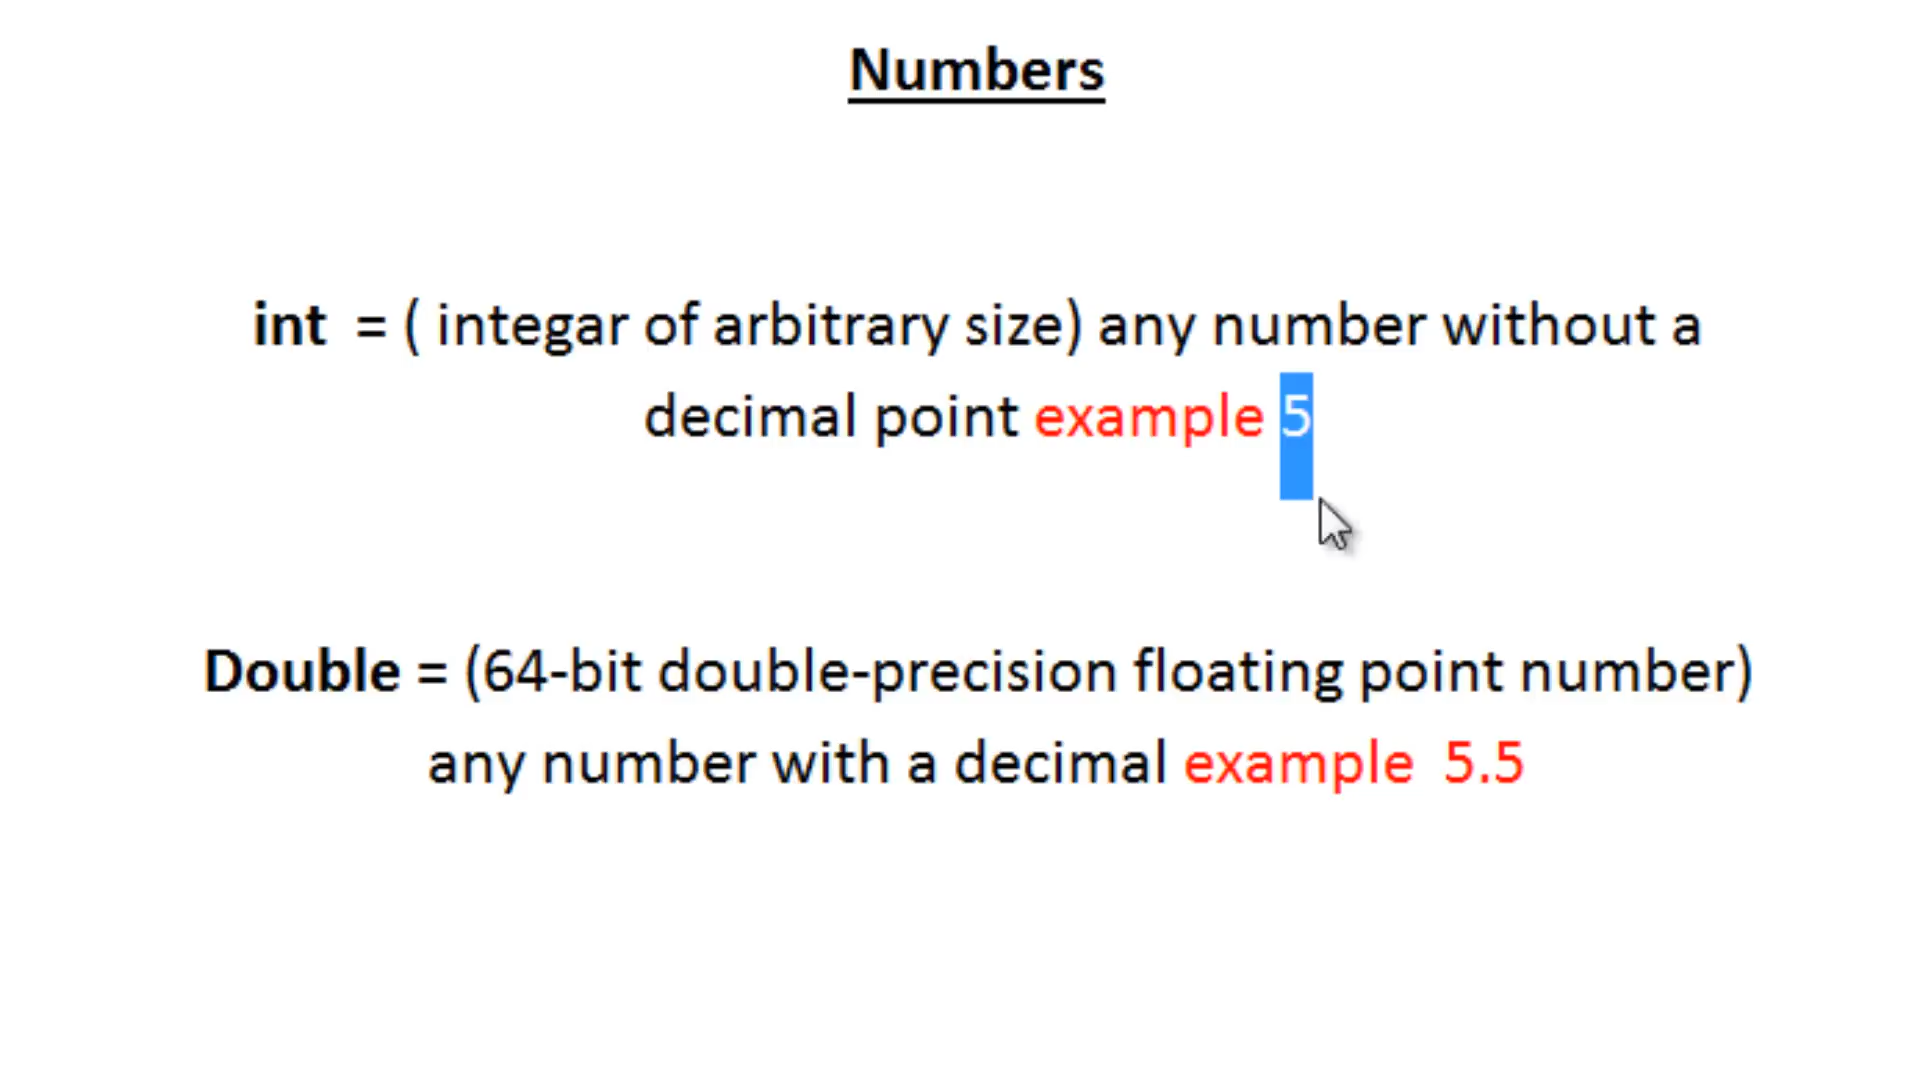 Numbers
int = ( integar of arbitrary size) any number without a
decimal point example 5
Double = (64-bit double-precision floating point number)
any number with a decimal example 5.5